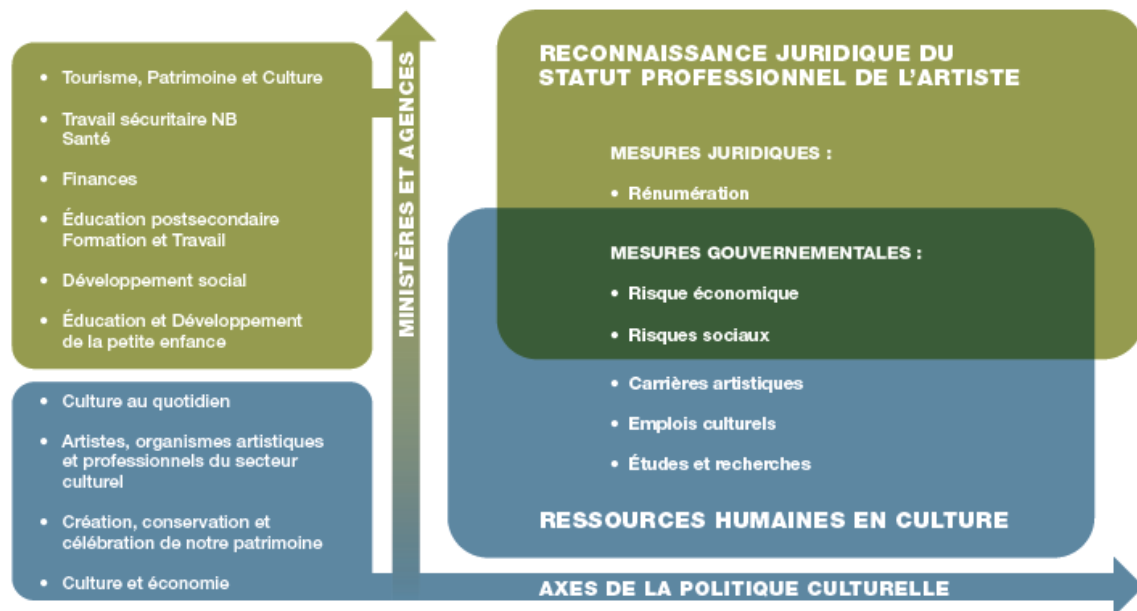 • Tourisme, Patrimoine et Culture
• Travail sécuritaire NB
Santé
• Finances
• Éducation postsecondaire
Formation et Travail
• Développement social
• Éducation et Développement
de la petite enfance
• Culture au quotidien
• Artistes, organismes artistiques
et professionnels du secteur
culturel
• Création, conservation et
célébration de notre patrimoine
• Culture et économie
MINISTÈRES ET AGENCES
RECONNAISSANCE JURIDIQUE DU
STATUT PROFESSIONNEL DE L'ARTISTE
MESURES JURIDIQUES :
• Rénumération
MESURES GOUVERNEMENTALES :
• Risque économique
• Risques sociaux
• Carrières artistiques
• Emplois culturels
• Études et recherches
RESSOURCES HUMAINES EN CULTURE
AXES DE LA POLITIQUE CULTURELLE